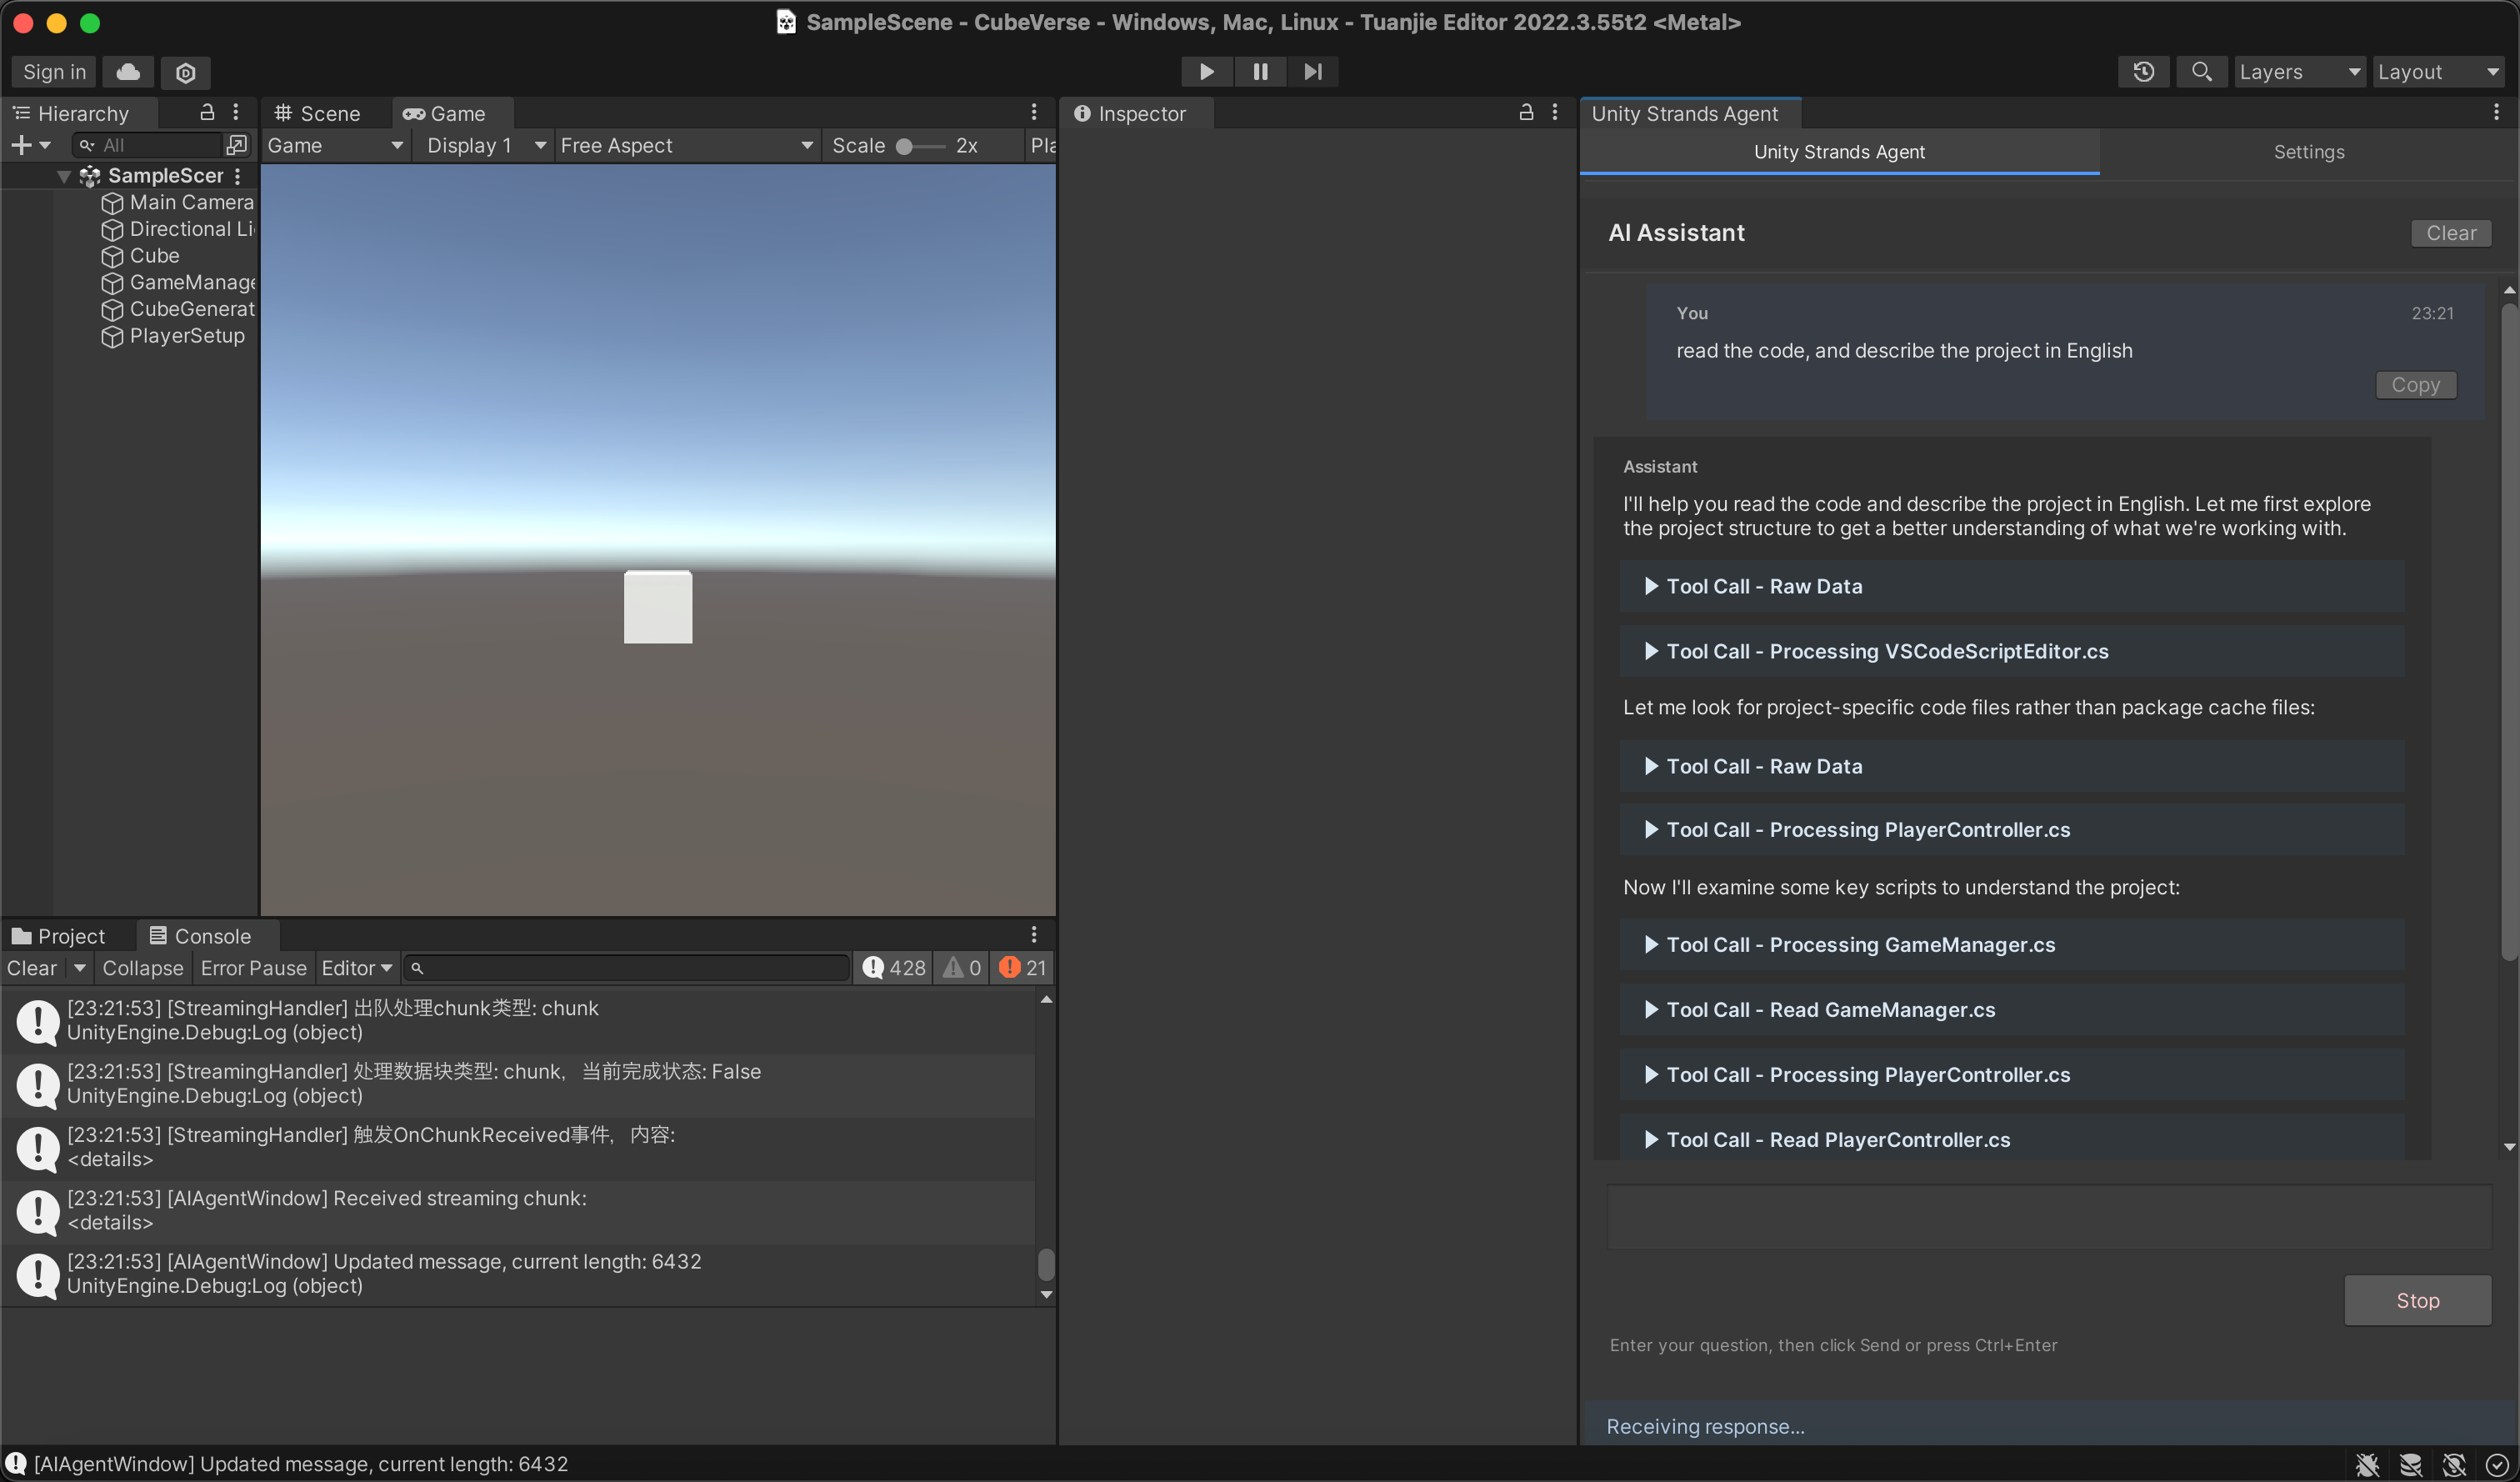 SampleScene - CubeVerse - Windows, Mac, Linux - Tuanjie Editor 2022.3.55t2 <Metal>
Sign in
Layers
Layout
Hierarchy
All
SampleScer
Main Camera
Directional Li
Cube
GameManage
CubeGenerat
PlayerSetup
Scene
Game
Game
Display 1
Free Aspect
Scale
2x
Pla
Inspector
Unity Strands Agent
Unity Strands Agent
Settings
AI Assistant
Clear
You
23:21
read the code, and describe the project in English
Copy
Assistant
I'll help you read the code and describe the project in English. Let me first explore
the project structure to get a better understanding of what we're working with.
Tool Call - Raw Data
Tool Call - Processing VSCodeScriptEditor.cs
Let me look for project-specific code files rather than package cache files:
Tool Call - Raw Data
Tool Call - Processing PlayerController.cs
Now I'll examine some key scripts to understand the project:
Tool Call - Processing GameManager.cs
Tool Call - Read GameManager.cs
Tool Call - Processing PlayerController.cs
Tool Call - Read PlayerController.cs
Stop
Enter your question, then click Send or press Ctrl+Enter
Receiving response...
Project
Console
Clear
Collapse
Error Pause
Editor
428
0
21
[23:21:53] [StreamingHandler] 出队处理chunk类型: chunk
UnityEngine.Debug:Log (object)
[23:21:53] [StreamingHandler] 处理数据块类型: chunk，当前完成状态: False
UnityEngine.Debug:Log (object)
[23:21:53] [StreamingHandler] 触发OnChunkReceived事件，内容:
<details>
[23:21:53] [AIAgentWindow] Received streaming chunk:
<details>
[23:21:53] [AIAgentWindow] Updated message, current length: 6432
UnityEngine.Debug:Log (object)
[AIAgentWindow] Updated message, current length: 6432